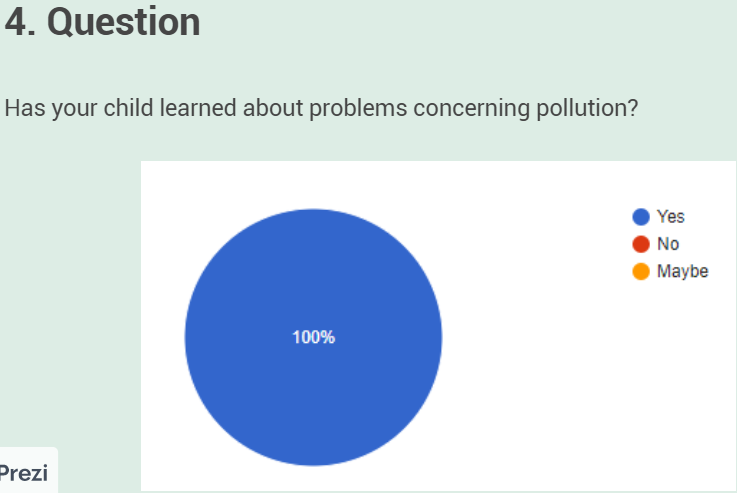 4. Question
Has your child learned about problems concerning pollution?
Yes
No
Maybe
100%
Prezi